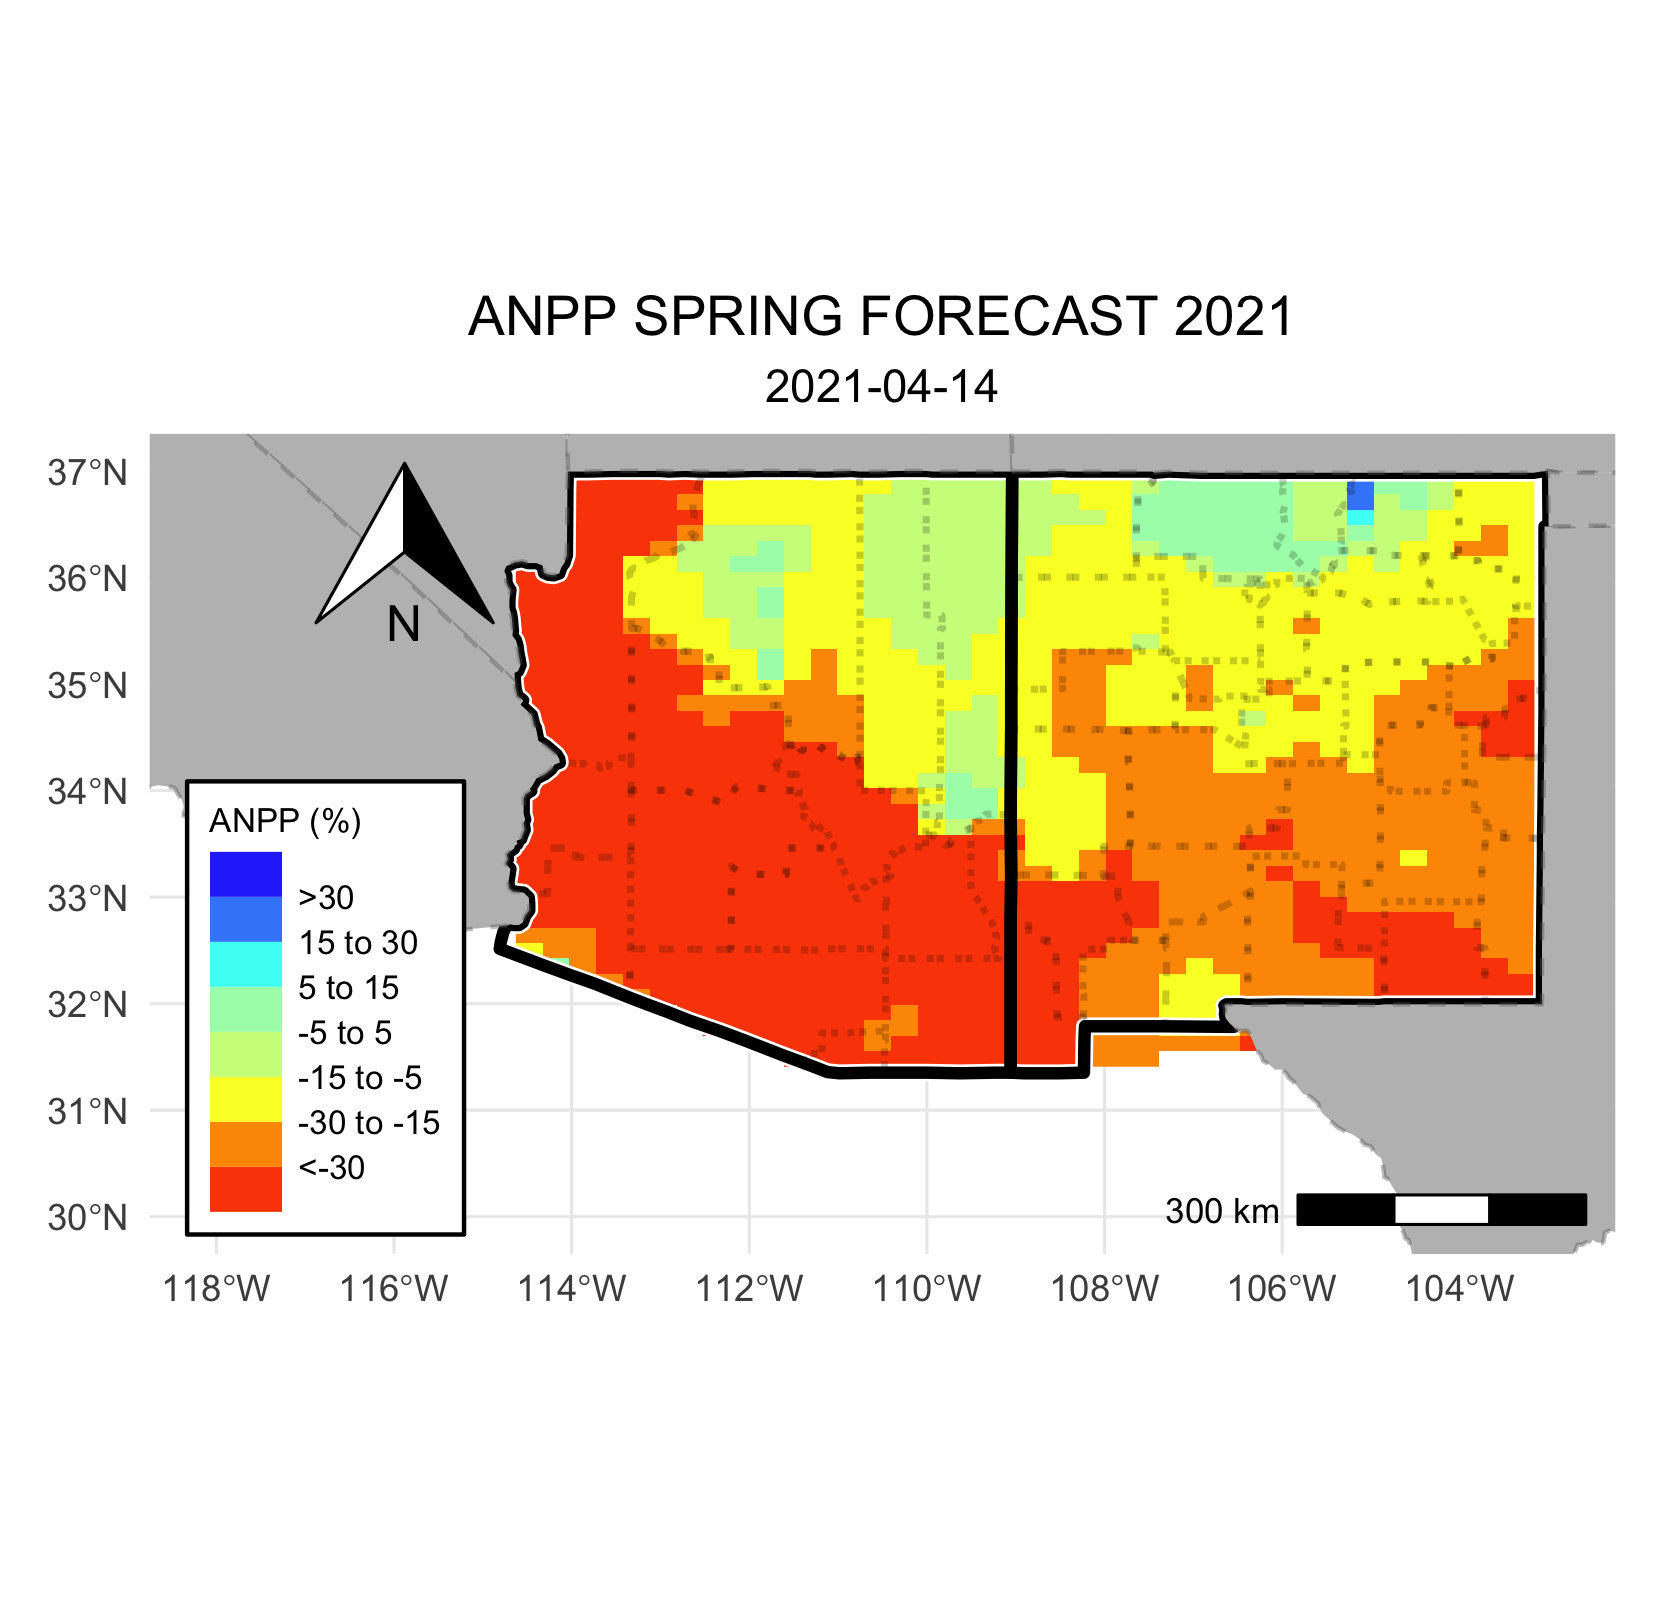 ANPP SPRING FORECAST 2021
2021-04-14
37°N
36°N
35°N
34°N
33°N
32°N
31°N
30°N
N
ANPP (%)
>30
15 to 30
5 to 15
-5 to 5
-15 to -5
-30 to -15
<-30
300 km
118°W 116°W 114°W 112°W 110°W 108°W 106°W 104°W